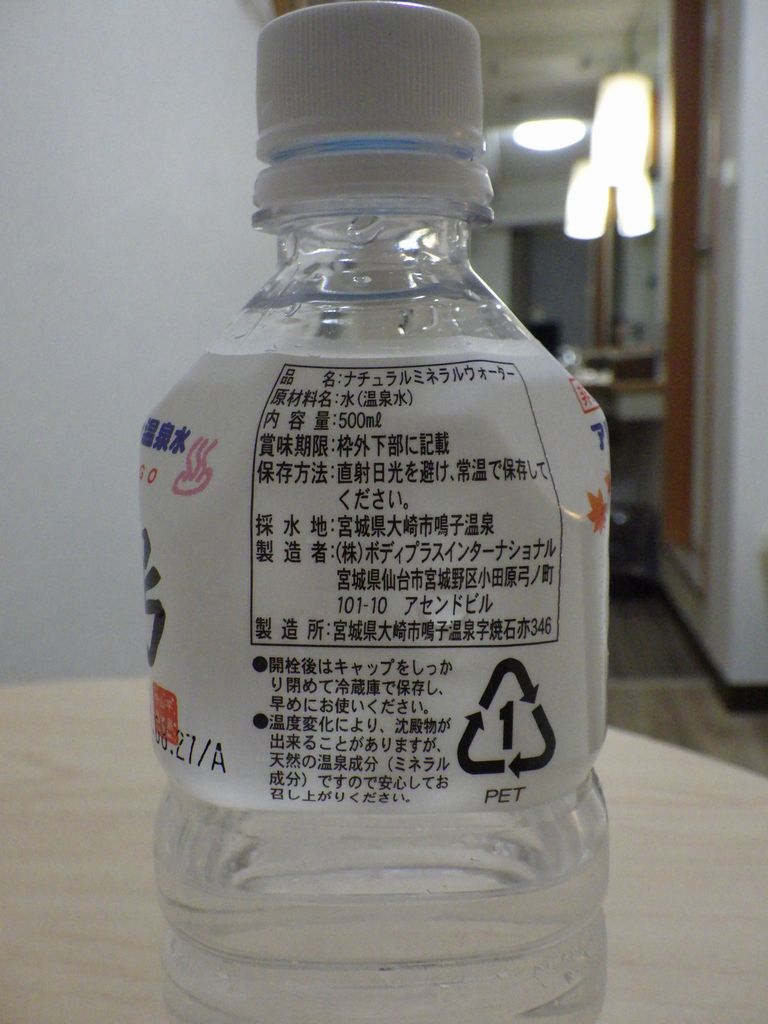 品名:ナチュラルミネラルウォーター
原材料名:水(温泉水)
内容量:500ml
賞味期限:枠外下部に記載
保存方法:直射日光を避け、常温で保存して
ください。
採水地:宮城県大崎市鳴子温泉
製造者:(株)ボディプラスインターナショナル
宮城県仙台市宮城野区小田原弓ノ町
101-10 アセンドビル
製造所:宮城県大崎市鳴子温泉字焼石亦346
●開栓後はキャップをしっか
り閉めて冷蔵庫で保存し、
早めにお使いください。
●温度変化により、沈殿物が
出来ることがありますが、
天然の温泉成分(ミネラル
成分)ですので安心してお
召し上がりください。
1
PET
温泉水
GO
.27/A
ア